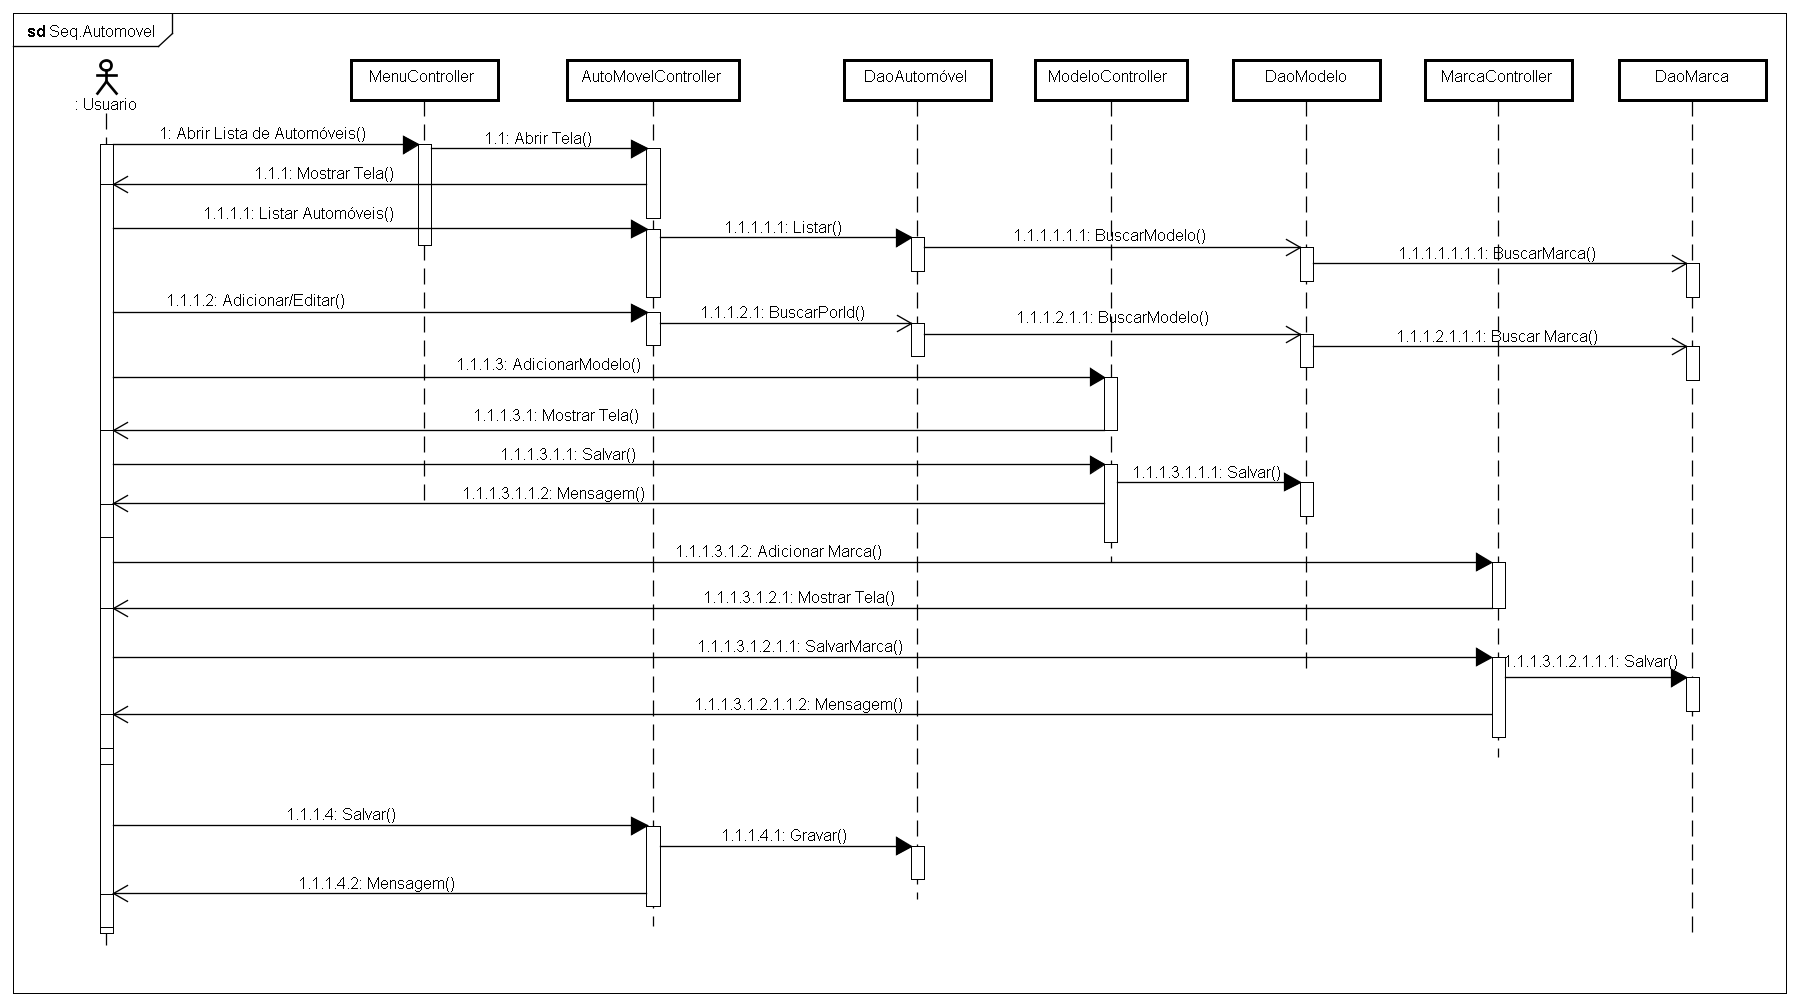 sd Seq.Automovel
: Usuario
MenuController
AutoMovelController
DaoAutomóvel
ModeloController
DaoModelo
MarcaController
DaoMarca
1: Abrir Lista de Automóveis()
1.1: Abrir Tela()
1.1.1: Mostrar Tela()
1.1.1.1: Listar Automóveis()
1.1.1.1.1: Listar()
1.1.1.1.1.1: BuscarModelo()
1.1.1.1.1.1.1: BuscarMarca()
1.1.1.2: Adicionar/Editar()
1.1.1.2.1: BuscarPorId()
1.1.1.2.1.1: BuscarModelo()
1.1.1.2.1.1.1: Buscar Marca()
1.1.1.3: AdicionarModelo()
1.1.1.3.1: Mostrar Tela()
1.1.1.3.1.1: Salvar()
1.1.1.3.1.1.1: Salvar()
1.1.1.3.1.1.2: Mensagem()
1.1.1.3.1.2: Adicionar Marca()
1.1.1.3.1.2.1: Mostrar Tela()
1.1.1.3.1.2.1.1: SalvarMarca()
1.1.1.3.1.2.1.1.1: Salvar()
1.1.1.3.1.2.1.1.2: Mensagem()
1.1.1.4: Salvar()
1.1.1.4.1: Gravar()
1.1.1.4.2: Mensagem()